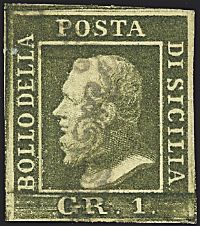 BOLLO DELLA
POSTA
DI SICILIA
GR. 1.